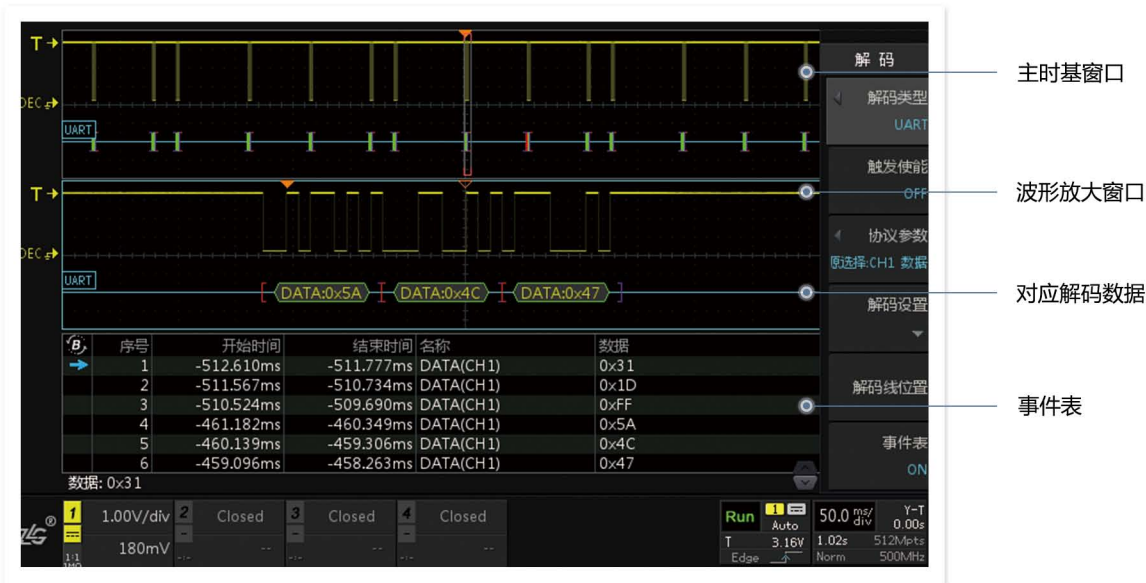 T
解 码
主时基窗口
DEC
解码类型
UART
UART
触发使能
T
OFF
波形放大窗口
DEC
协议参数
源选择:CH1 数据
UART
DATA:0x5A
DATA:0x4C
DATA:0x47
解码设置
对应解码数据
B 序号 开始时间 结束时间 名称 数据
1 -512.610ms -511.777ms DATA(CH1) 0x31
2 -511.567ms -510.734ms DATA(CH1) 0x1D
3 -510.524ms -509.690ms DATA(CH1) 0xFF
4 -461.182ms -460.349ms DATA(CH1) 0x5A
5 -460.139ms -459.306ms DATA(CH1) 0x4C
6 -459.096ms -458.263ms DATA(CH1) 0x47
解码线位置
事件表
事件表
ON
数据: 0x31
ZLG®
1 1.00V/div 2 Closed 3 Closed 4 Closed
180mV -- -- --
1:1 -:- -:- -:-
1MΩ
Run 1 Auto 50.0 ms/div Y-T 0.00s
T 3.16V 1.02s 512Mpts
Edge Norm 500MHz